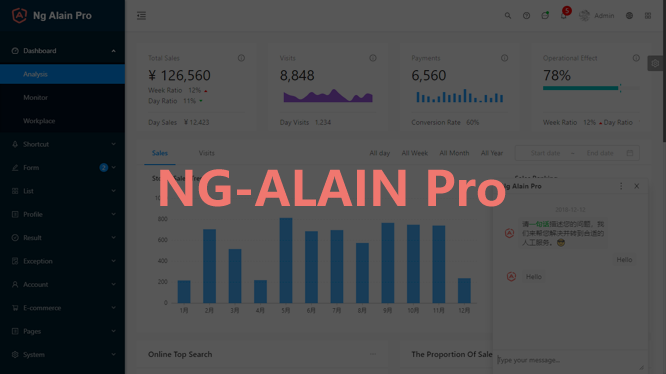 Ng Alain Pro
5
Admin
Dashboard
Analysis
Monitor
Workplace
Shortcut
Form
2
List
Profile
Result
Exception
Account
E-commerce
Pages
System
Total Sales
¥ 126,560
Week Ratio 12%
Day Ratio 11%
Day Sales ¥ 12,423
Visits
8,848
Day Visits 1,234
Payments
6,560
Conversion Rate 60%
Operational Effect
78%
Week Ratio 12% Day Ratio
Sales
Visits
All day
All Week
All Month
All Year
Start date ~ End date
NG-ALAIN Pro
800
600
400
200
0
1月
2月
3月
4月
5月
6月
7月
8月
9月
10月
11月
12月
Ng Alain Pro
2018-12-12
请一句话描述您的问题，我
们来帮您解决并转到合适的
人工服务。😎
Hello
Hello
Type your message...
Online Top Search
The Proportion Of Sale